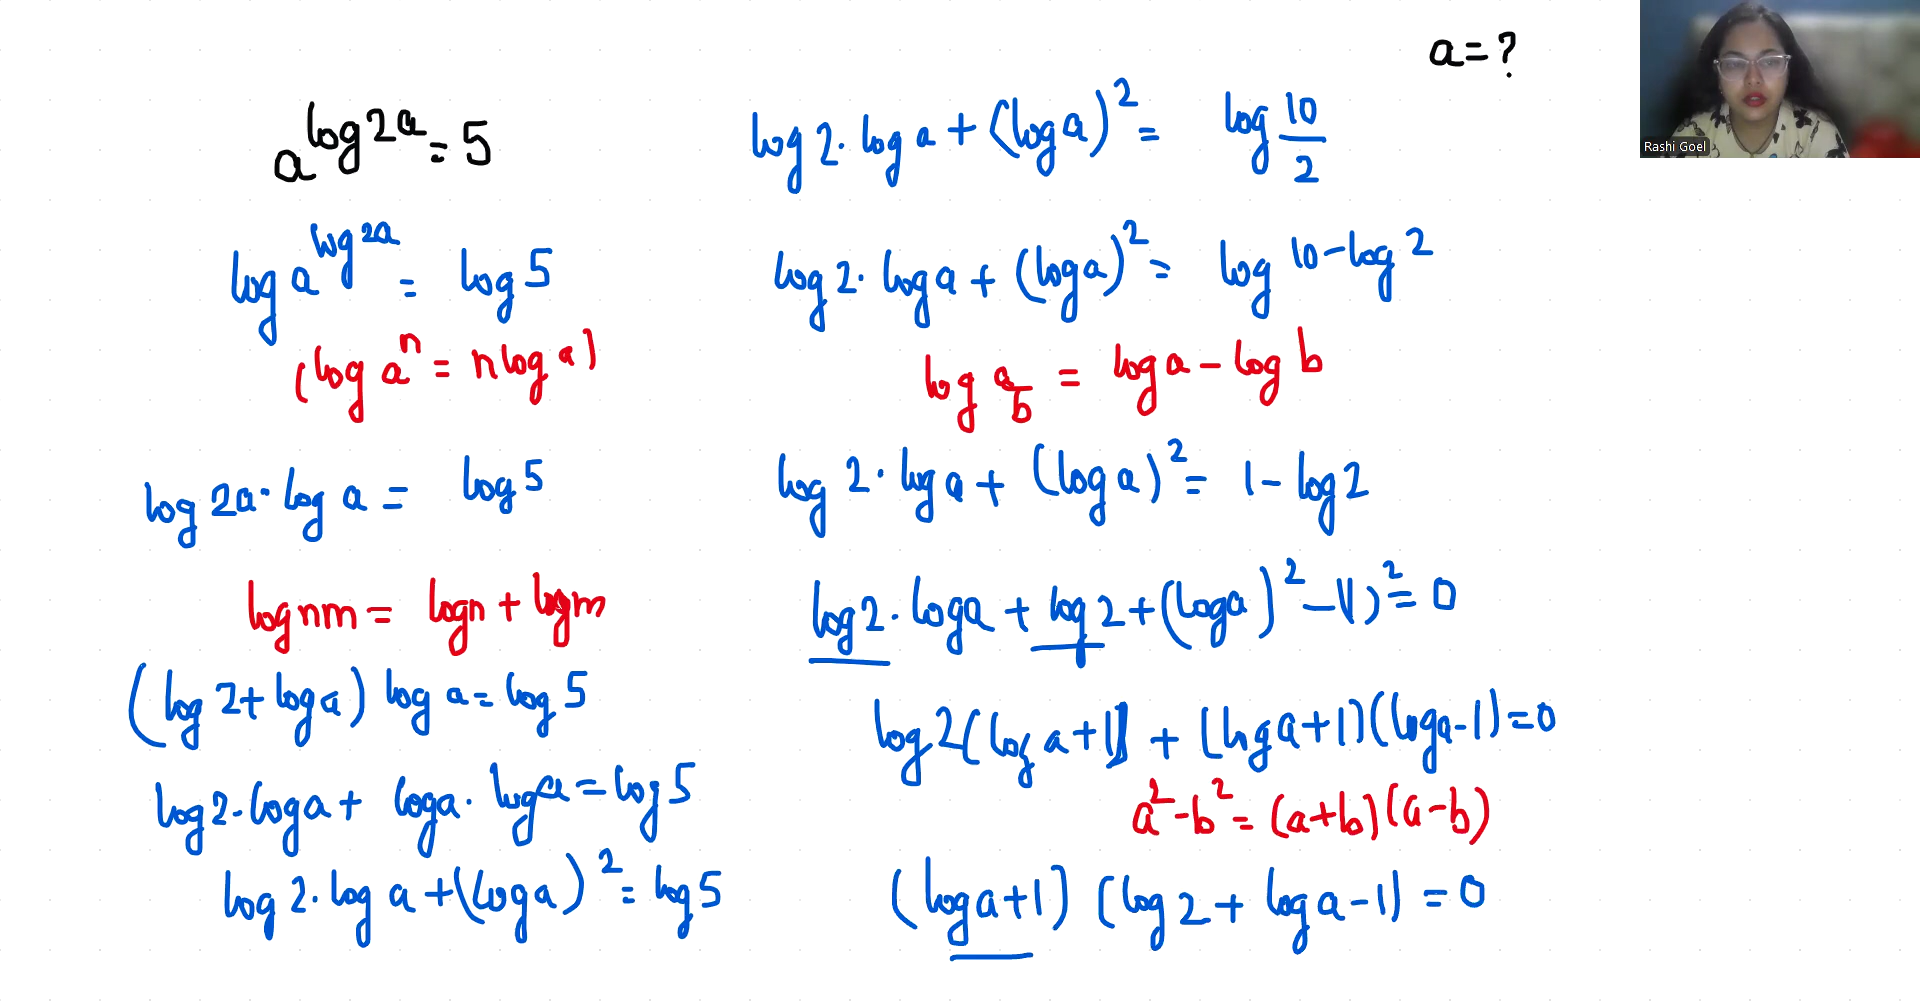 a = ?
Rashi Goel
a^{log 2a} = 5
log a^{log 2a} = log 5
(log a^n = n log a)
log 2a · log a = log 5
log nm = log n + log m
(log 2 + log a) log a = log 5
log 2 · log a + log a · log a = log 5
log 2 · log a + (log a)^2 = log 5
log 2 · log a + (log a)^2 = log 10/2
log 2 · log a + (log a)^2 = log 10 - log 2
log a/b = log a - log b
log 2 · log a + (log a)^2 = 1 - log 2
log 2 · log a + log 2 + (log a)^2 - (1)^2 = 0
log 2 (log a + 1) + (log a + 1)(log a - 1) = 0
a^2 - b^2 = (a + b)(a - b)
(log a + 1) (log 2 + log a - 1) = 0